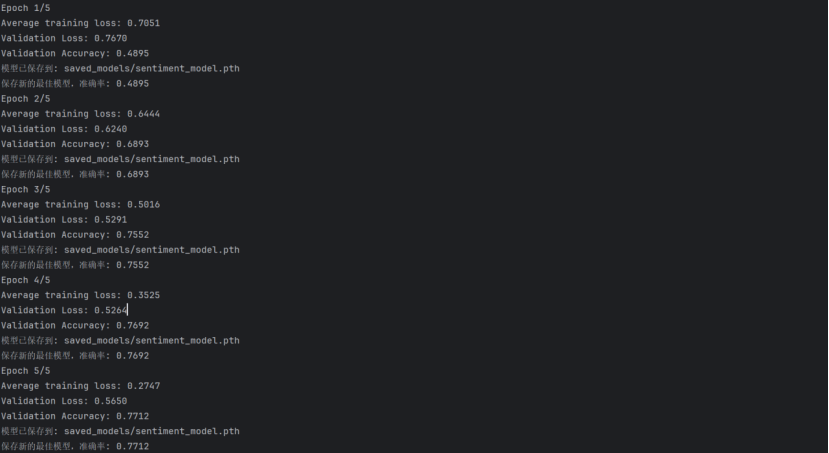 Epoch 1/5
Average training loss: 0.7051
Validation Loss: 0.7670
Validation Accuracy: 0.4895
模型已保存到: saved_models/sentiment_model.pth
保存新的最佳模型，准确率: 0.4895
Epoch 2/5
Average training loss: 0.6444
Validation Loss: 0.6240
Validation Accuracy: 0.6893
模型已保存到: saved_models/sentiment_model.pth
保存新的最佳模型，准确率: 0.6893
Epoch 3/5
Average training loss: 0.5016
Validation Loss: 0.5291
Validation Accuracy: 0.7552
模型已保存到: saved_models/sentiment_model.pth
保存新的最佳模型，准确率: 0.7552
Epoch 4/5
Average training loss: 0.3525
Validation Loss: 0.5264
Validation Accuracy: 0.7692
模型已保存到: saved_models/sentiment_model.pth
保存新的最佳模型，准确率: 0.7692
Epoch 5/5
Average training loss: 0.2747
Validation Loss: 0.5650
Validation Accuracy: 0.7712
模型已保存到: saved_models/sentiment_model.pth
保存新的最佳模型，准确率: 0.7712